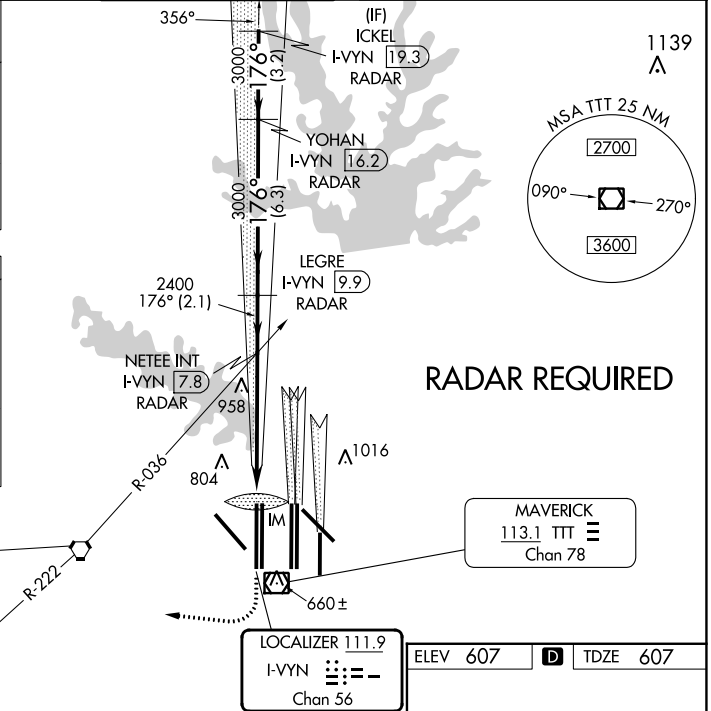 356°
(IF)
ICKEL
I-VYN 19.3
RADAR
3000
176°
(3.2)
1139
YOHAN
I-VYN 16.2
RADAR
MSA TTT 25 NM
2700
090°
270°
3600
3000
176°
(6.3)
LEGRE
I-VYN 9.9
RADAR
2400
176° (2.1)
NETEE INT
I-VYN 7.8
RADAR
958
RADAR REQUIRED
1016
804
R-036
IM
MAVERICK
113.1 TTT
Chan 78
R-222
660±
LOCALIZER 111.9
I-VYN
Chan 56
ELEV 607 D TDZE 607